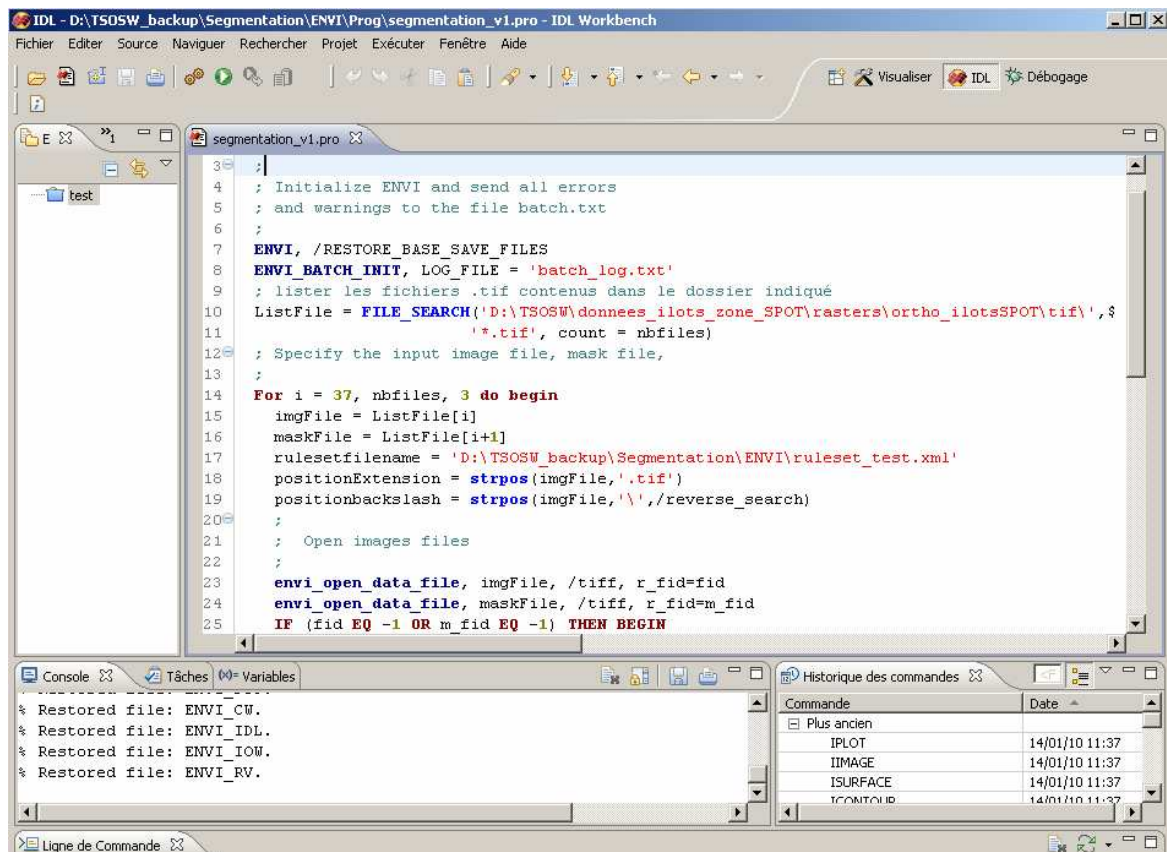 IDL - D:\TSOSW_backup\Segmentation\ENVI\Prog\segmentation_v1.pro - IDL Workbench
Fichier Editer Source Naviguer Rechercher Projet Exécuter Fenêtre Aide
Visualiser IDL Débogage
E »1 segmentation_v1.pro
test
3 ;
4 ; Initialize ENVI and send all errors
5 ; and warnings to the file batch.txt
6 ;
7 ENVI, /RESTORE_BASE_SAVE_FILES
8 ENVI_BATCH_INIT, LOG_FILE = 'batch_log.txt'
9 ; lister les fichiers .tif contenus dans le dossier indiqué
10 ListFile = FILE_SEARCH('D:\TSOSW\donnees_ilots_zone_SPOT\rasters\ortho_ilotsSPOT\tif\',$
11 '*.tif', count = nbfiles)
12 ; Specify the input image file, mask file,
13 ;
14 For i = 37, nbfiles, 3 do begin
15 imgFile = ListFile[i]
16 maskFile = ListFile[i+1]
17 rulesetfilename = 'D:\TSOSW_backup\Segmentation\ENVI\ruleset_test.xml'
18 positionExtension = strpos(imgFile,'.tif')
19 positionbackslash = strpos(imgFile,'\',/reverse_search)
20 ;
21 ; Open images files
22 ;
23 envi_open_data_file, imgFile, /tiff, r_fid=fid
24 envi_open_data_file, maskFile, /tiff, r_fid=m_fid
25 IF (fid EQ -1 OR m_fid EQ -1) THEN BEGIN
Console Tâches (x)= Variables
% Restored file: ENVI_CW.
% Restored file: ENVI_IDL.
% Restored file: ENVI_IOW.
% Restored file: ENVI_RV.
Historique des commandes
Commande Date
Plus ancien
IPLOT 14/01/10 11:37
IIMAGE 14/01/10 11:37
ISURFACE 14/01/10 11:37
ICONTOUR 14/01/10 11:37
Ligne de Commande